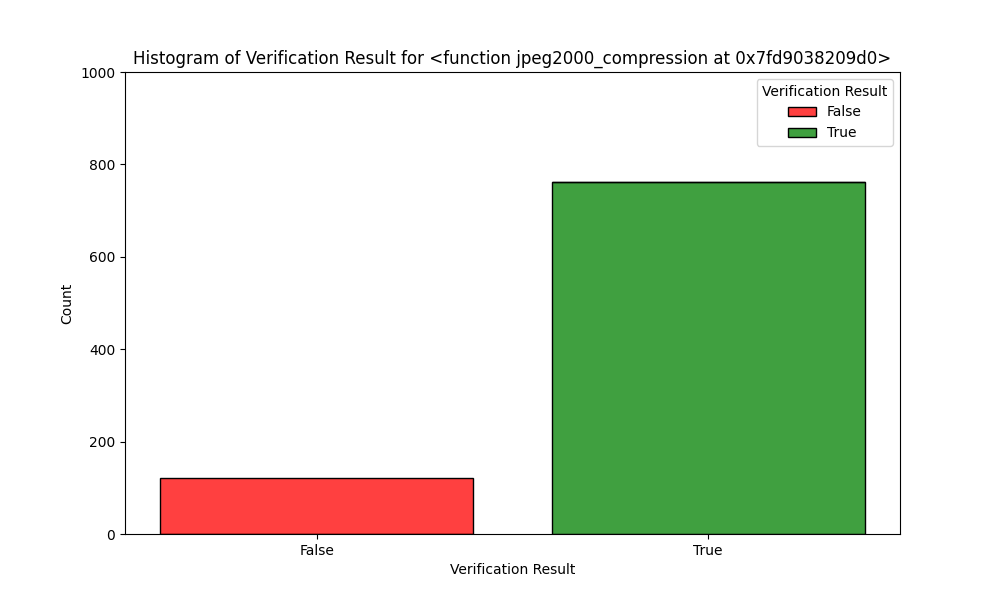 Histogram of Verification Result for <function jpeg2000_compression at 0x7fd9038209d0>
1000
800
600
400
200
0
Count
Verification Result
False
True
False
True
Verification Result